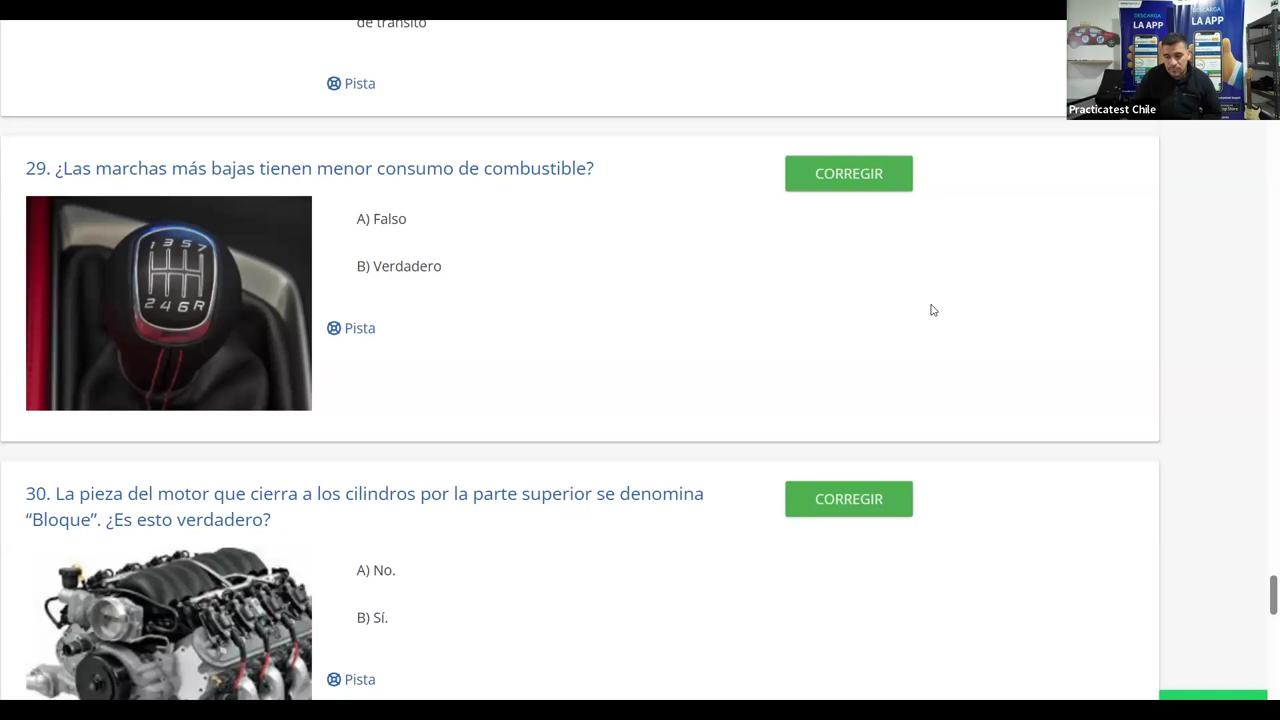 de tránsito
Pista
DESCARGA
LA APP
DESCARGA
LA APP
Practicatest Chile
29. ¿Las marchas más bajas tienen menor consumo de combustible?
CORREGIR
1 3 5 7
2 4 6 R
A) Falso
B) Verdadero
Pista
30. La pieza del motor que cierra a los cilindros por la parte superior se denomina
“Bloque”. ¿Es esto verdadero?
CORREGIR
A) No.
B) Sí.
Pista